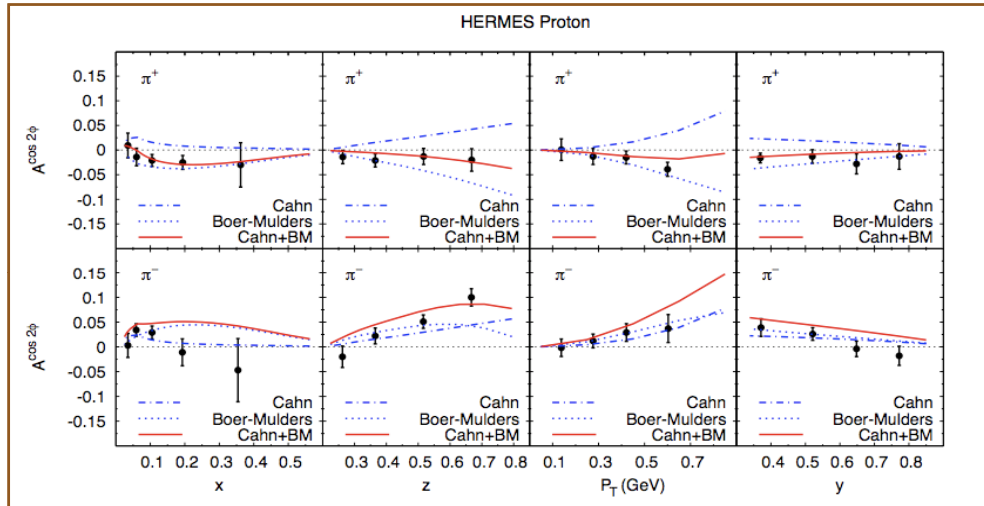 HERMES Proton
π+ π+ π+ π+
0.15
0.1
0.05
0
-0.05
-0.1
-0.15
A^cos 2φ
Cahn Cahn Cahn Cahn
Boer-Mulders Boer-Mulders Boer-Mulders Boer-Mulders
Cahn+BM Cahn+BM Cahn+BM Cahn+BM
π− π− π− π−
0.15
0.1
0.05
0
-0.05
-0.1
-0.15
A^cos 2φ
Cahn Cahn Cahn Cahn
Boer-Mulders Boer-Mulders Boer-Mulders Boer-Mulders
Cahn+BM Cahn+BM Cahn+BM Cahn+BM
0.1 0.2 0.3 0.4 0.5 0.3 0.4 0.5 0.6 0.7 0.8 0.1 0.3 0.5 0.7 0.4 0.5 0.6 0.7 0.8
x z P_T (GeV) y